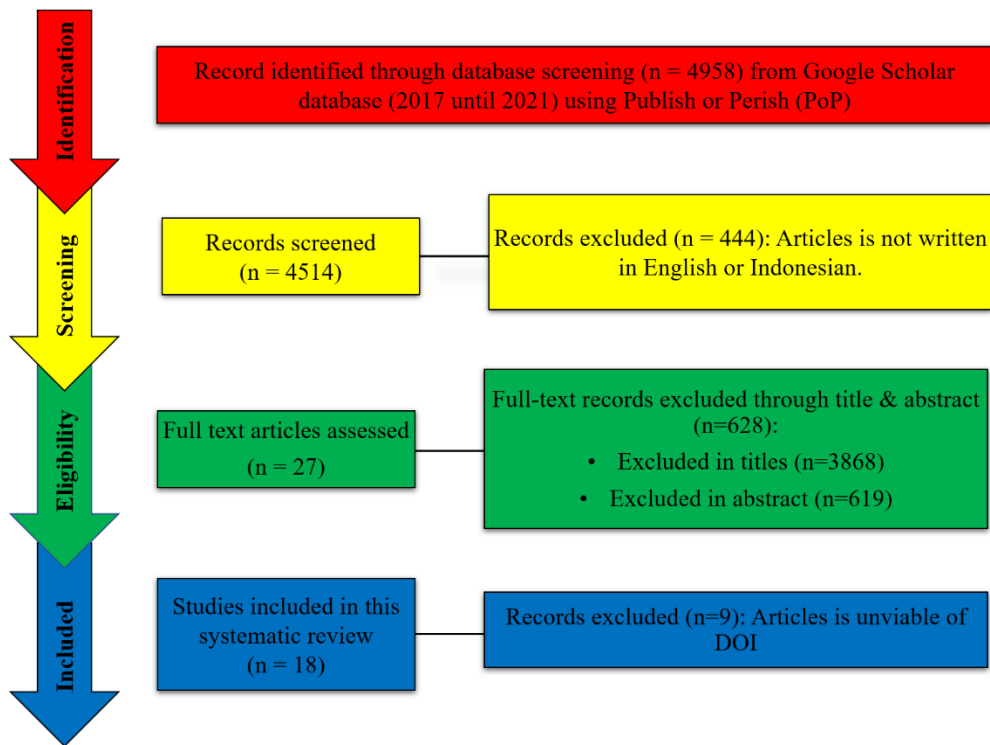 Identification
Record identified through database screening (n = 4958) from Google Scholar
database (2017 until 2021) using Publish or Perish (PoP)
Screening
Records screened
(n = 4514)
Records excluded (n = 444): Articles is not written
in English or Indonesian.
Eligibility
Full text articles assessed
(n = 27)
Full-text records excluded through title & abstract
(n=628):
• Excluded in titles (n=3868)
• Excluded in abstract (n=619)
Included
Studies included in this
systematic review
(n = 18)
Records excluded (n=9): Articles is unviable of
DOI